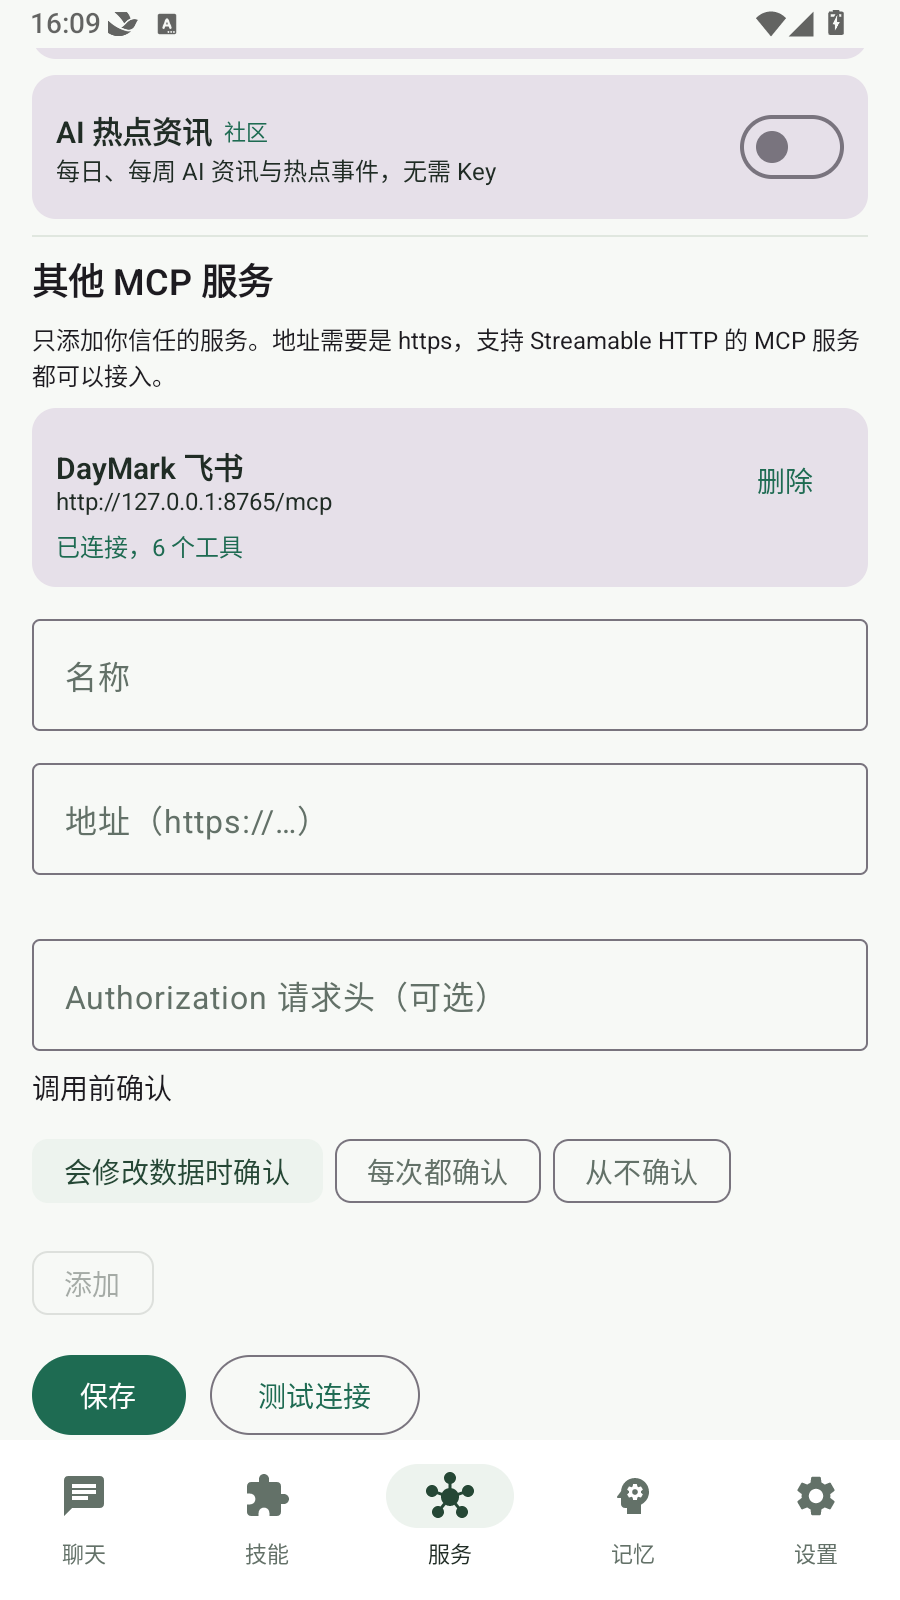 16:09
AI 热点资讯 社区
每日、每周 AI 资讯与热点事件，无需 Key
其他 MCP 服务
只添加你信任的服务。地址需要是 https，支持 Streamable HTTP 的 MCP 服务
都可以接入。
DayMark 飞书
http://127.0.0.1:8765/mcp
删除
已连接，6 个工具
名称
地址（https://…）
Authorization 请求头（可选）
调用前确认
会修改数据时确认 每次都确认 从不确认
添加
保存 测试连接
聊天 技能 服务 记忆 设置